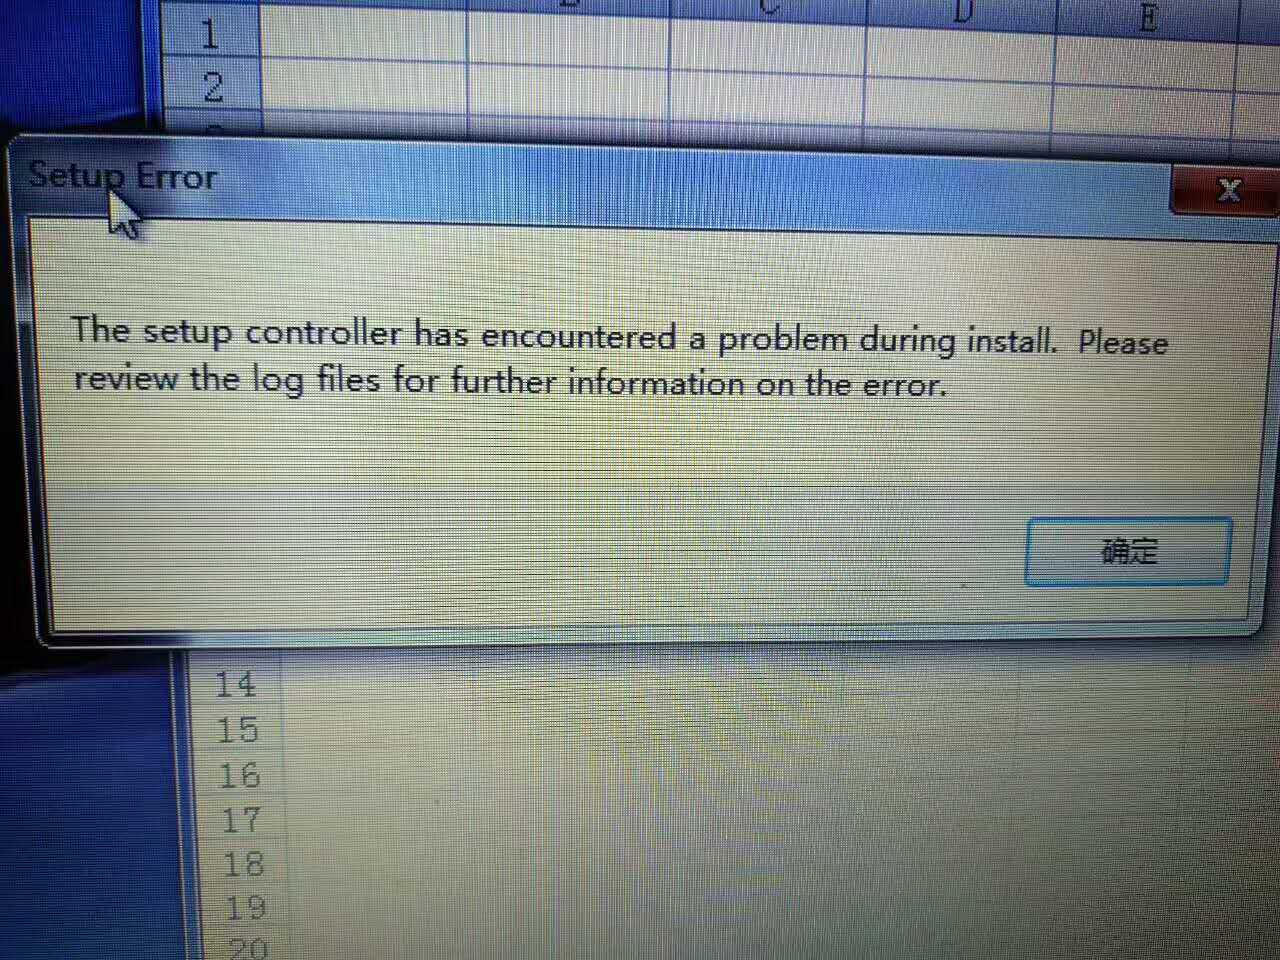 C
D
E
1
2
Setup Error
The setup controller has encountered a problem during install. Please
review the log files for further information on the error.
确定
14
15
16
17
18
19
20